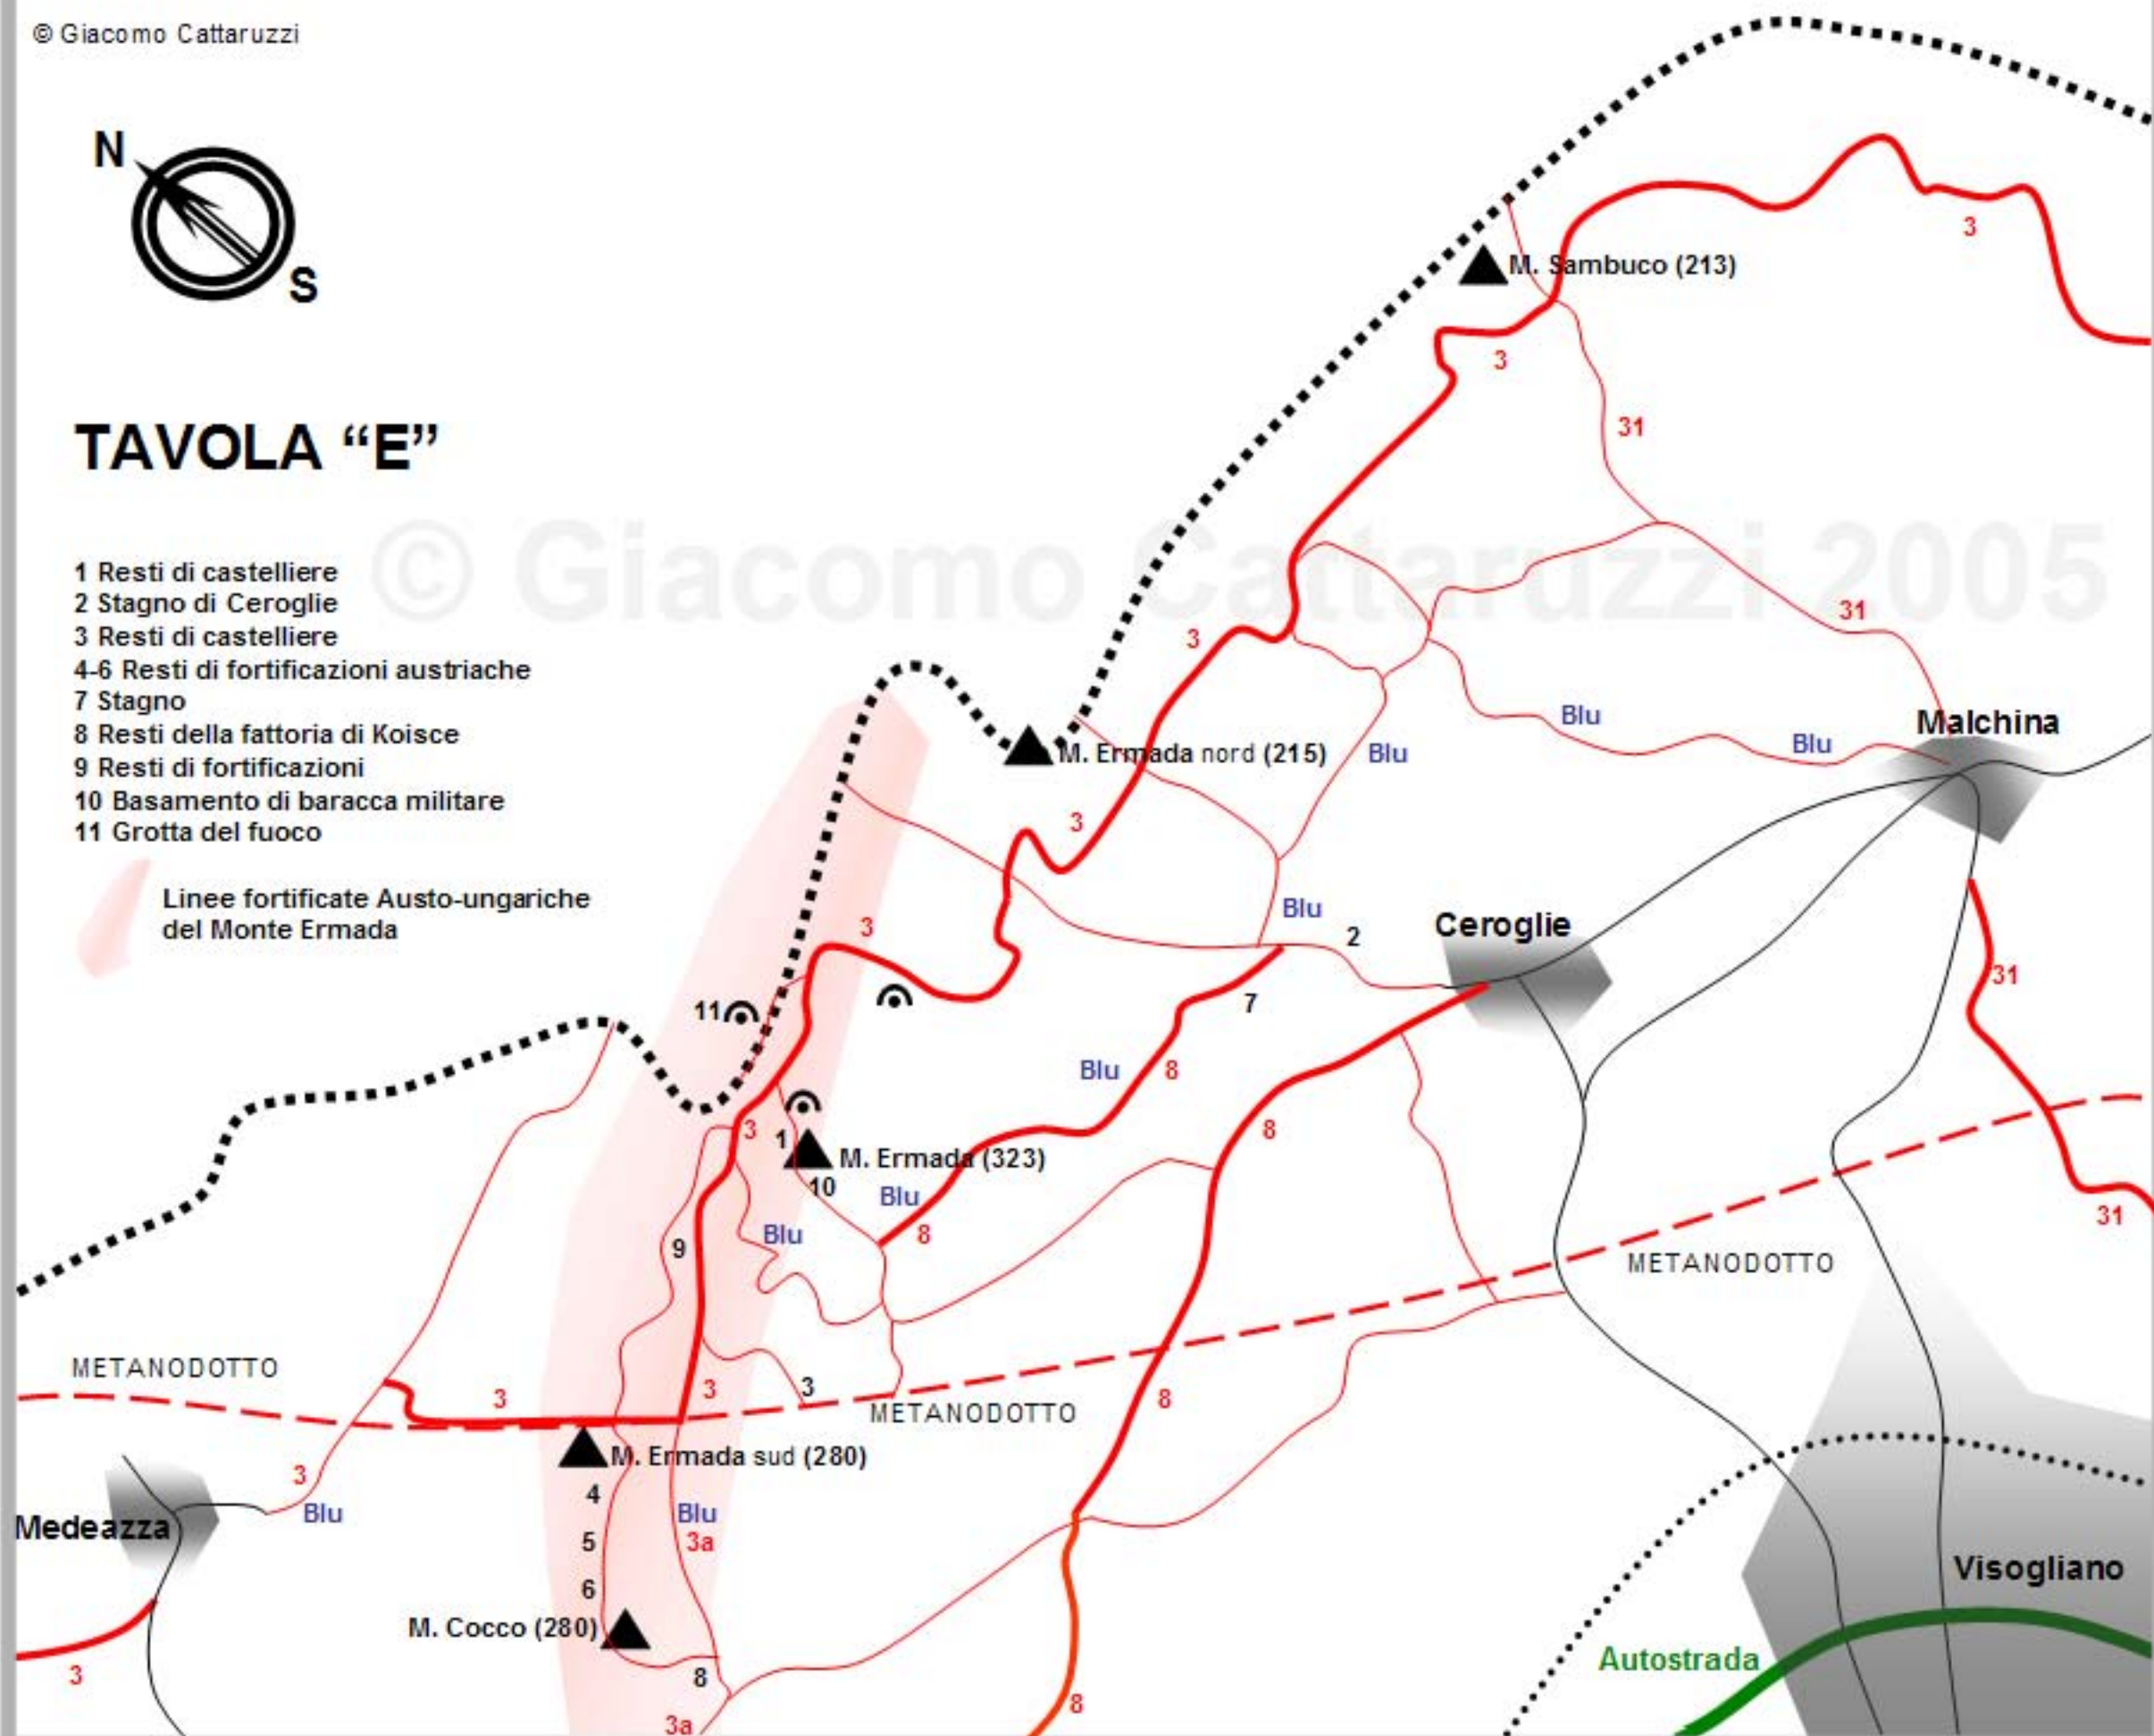 © Giacomo Cattaruzzi
N
S
TAVOLA “E”
1 Resti di castelliere
2 Stagno di Ceroglie
3 Resti di castelliere
4-6 Resti di fortificazioni austriache
7 Stagno
8 Resti della fattoria di Koisce
9 Resti di fortificazioni
10 Basamento di baracca militare
11 Grotta del fuoco
Linee fortificate Austo-ungariche
del Monte Ermada
© Giacomo Cattaruzzi 2005
3
M. Sambuco (213)
3
31
31
3
Blu
Malchina
Blu
M. Ermada nord (215)
Blu
3
Blu
3
2
Ceroglie
31
11
7
Blu
8
3
1
8
M. Ermada (323)
10
Blu
31
8
Blu
9
METANODOTTO
METANODOTTO
3
3
3
8
METANODOTTO
M. Ermada sud (280)
3
4
Blu
Blu
Medeazza
5
3a
Visogliano
6
M. Cocco (280)
Autostrada
3
8
8
3a